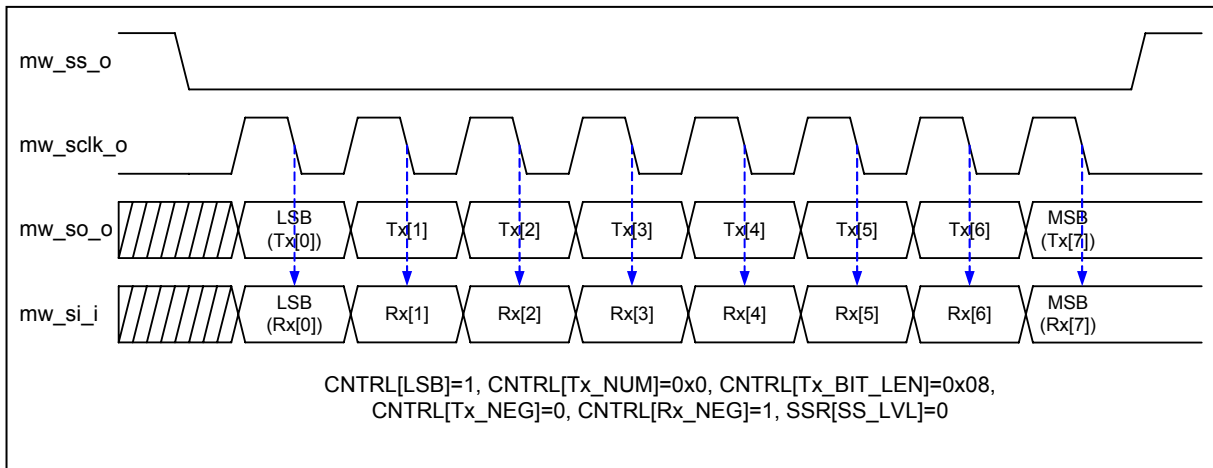 mw_ss_o
mw_sclk_o
mw_so_o
LSB
(Tx[0])
Tx[1]
Tx[2]
Tx[3]
Tx[4]
Tx[5]
Tx[6]
MSB
(Tx[7])
mw_si_i
LSB
(Rx[0])
Rx[1]
Rx[2]
Rx[3]
Rx[4]
Rx[5]
Rx[6]
MSB
(Rx[7])
CNTRL[LSB]=1, CNTRL[Tx_NUM]=0x0, CNTRL[Tx_BIT_LEN]=0x08,
CNTRL[Tx_NEG]=0, CNTRL[Rx_NEG]=1, SSR[SS_LVL]=0